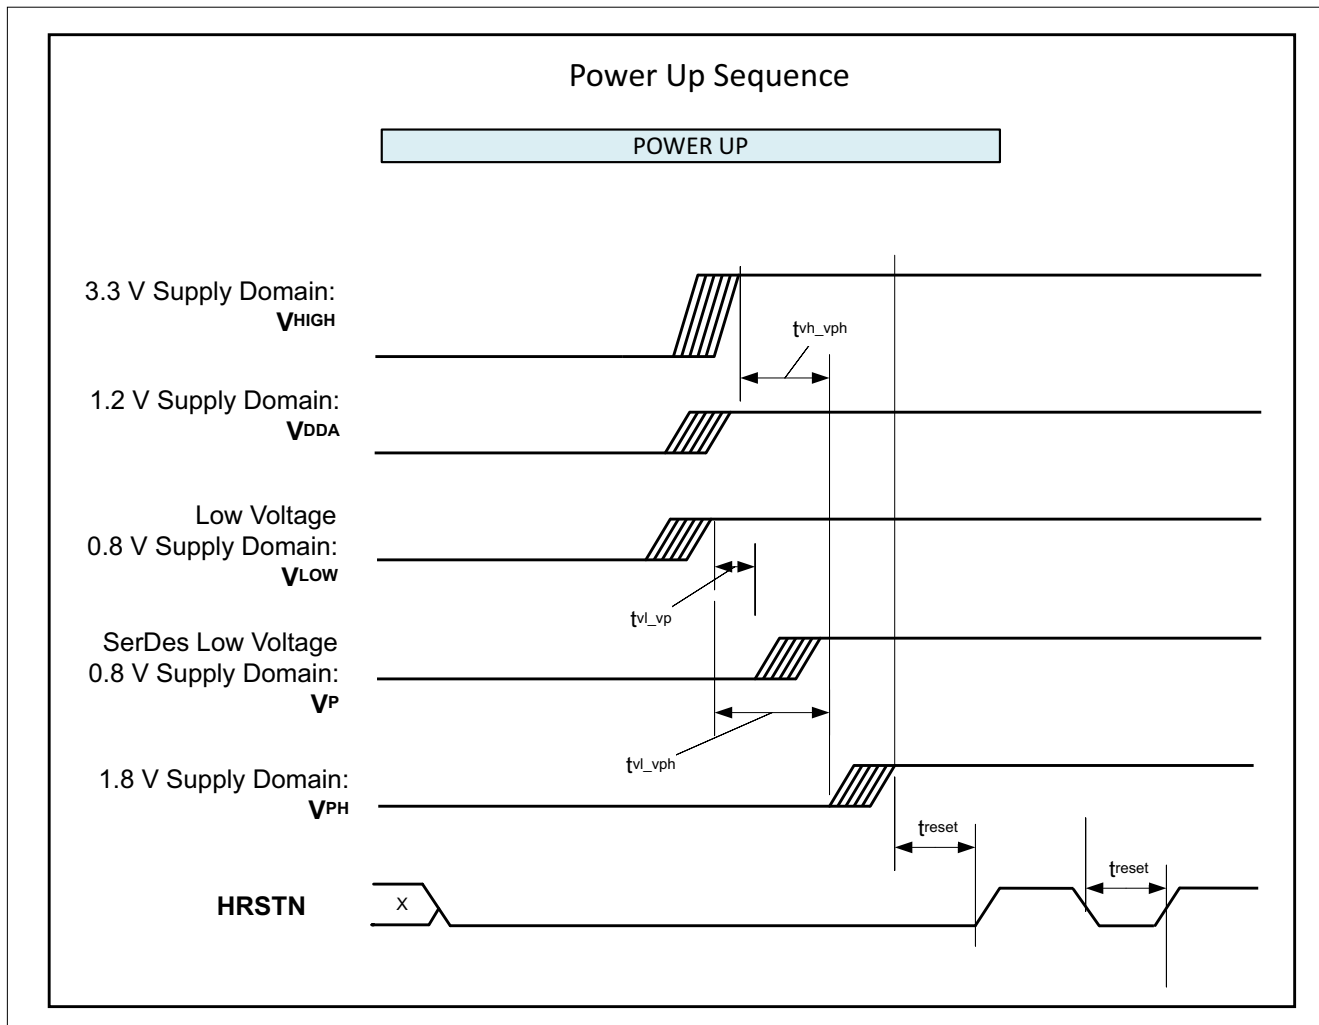 Power Up Sequence
POWER UP
3.3 V Supply Domain:
VHIGH
tvh_vph
1.2 V Supply Domain:
VDDA
Low Voltage
0.8 V Supply Domain:
VLOW
tvl_vp
SerDes Low Voltage
0.8 V Supply Domain:
VP
tvl_vph
1.8 V Supply Domain:
VPH
treset
treset
HRSTN
X